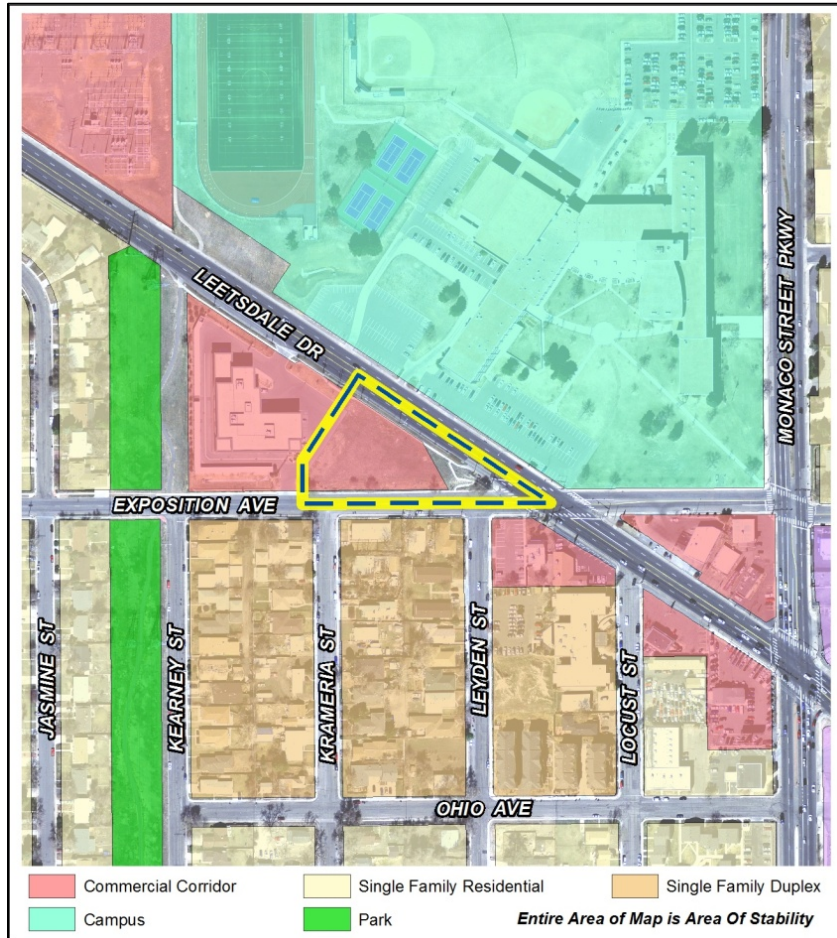 LEETSDALE DR
MONACO STREET PKWY
EXPOSITION AVE
JASMINE ST
KEARNEY ST
KRAMERIA ST
LEYDEN ST
LOCUST ST
OHIO AVE
Commercial Corridor
Single Family Residential
Single Family Duplex
Campus
Park
Entire Area of Map is Area Of Stability